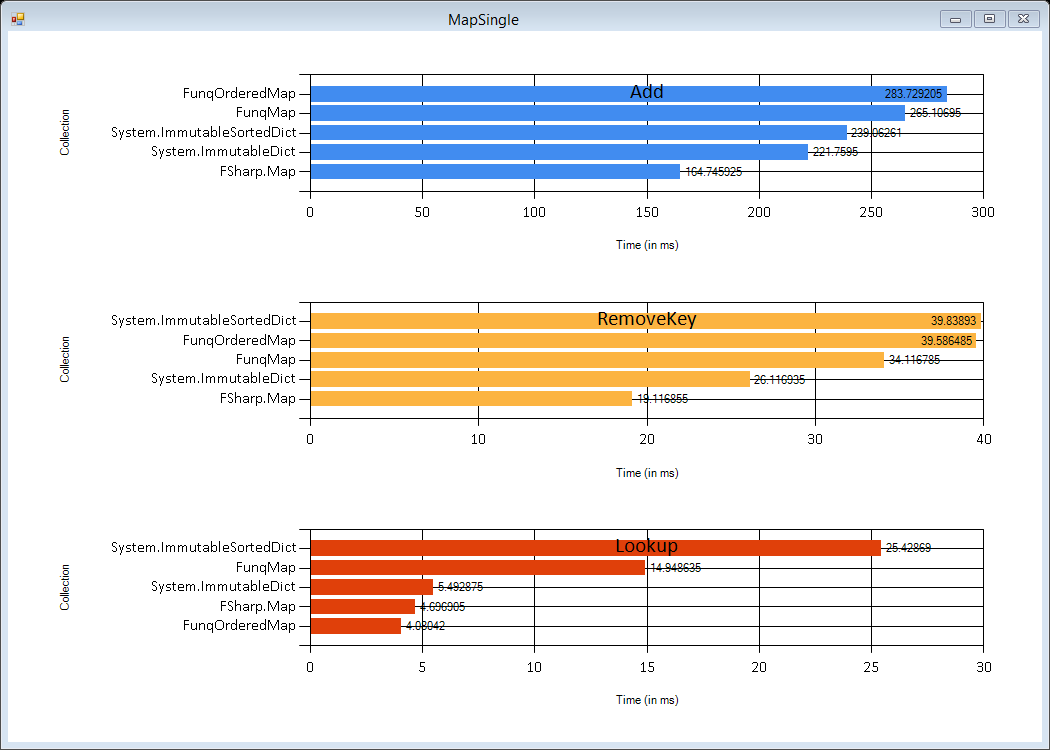 MapSingle
Add
Collection
FunqOrderedMap 283.729205
FunqMap 265.10695
System.ImmutableSortedDict 239.06261
System.ImmutableDict 221.7595
FSharp.Map 164.745925
0 50 100 150 200 250 300
Time (in ms)
RemoveKey
Collection
System.ImmutableSortedDict 39.83893
FunqOrderedMap 39.586485
FunqMap 34.116785
System.ImmutableDict 26.116935
FSharp.Map 19.116855
0 10 20 30 40
Time (in ms)
Lookup
Collection
System.ImmutableSortedDict 25.42869
FunqMap 14.948635
System.ImmutableDict 5.492875
FSharp.Map 4.696905
FunqOrderedMap 4.08042
0 5 10 15 20 25 30
Time (in ms)